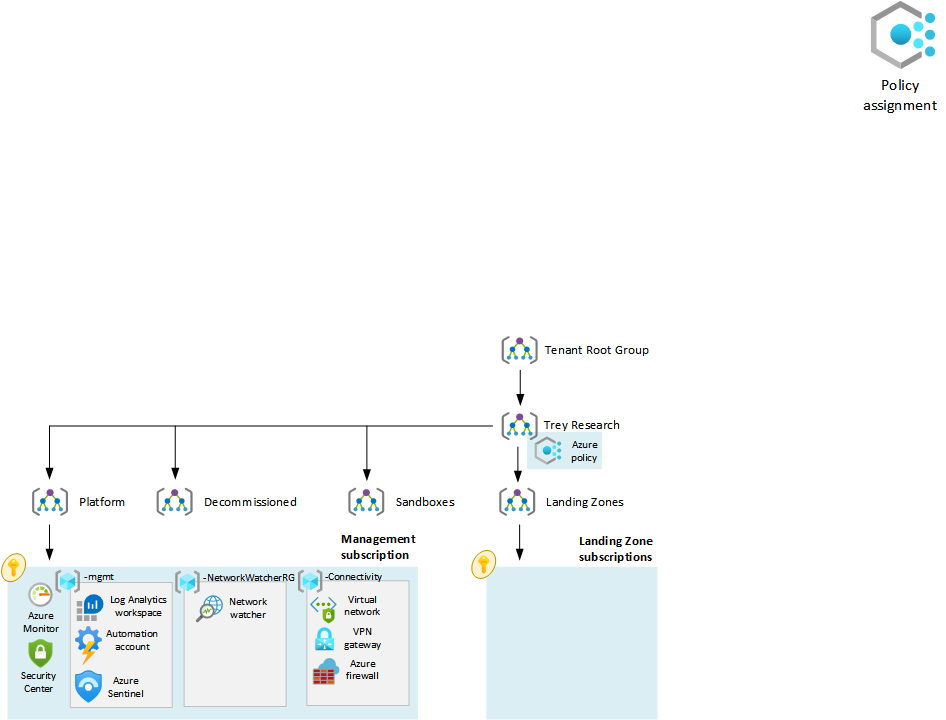 Policy
assignment
Tenant Root Group
Trey Research
Azure
policy
Platform
Decommissioned
Sandboxes
Landing Zones
Management
subscription
Landing Zone
subscriptions
-mgmt
-NetworkWatcherRG
-Connectivity
Azure
Monitor
Security
Center
Log Analytics
workspace
Automation
account
Azure
Sentinel
Network
watcher
Virtual
network
VPN
gateway
Azure
firewall